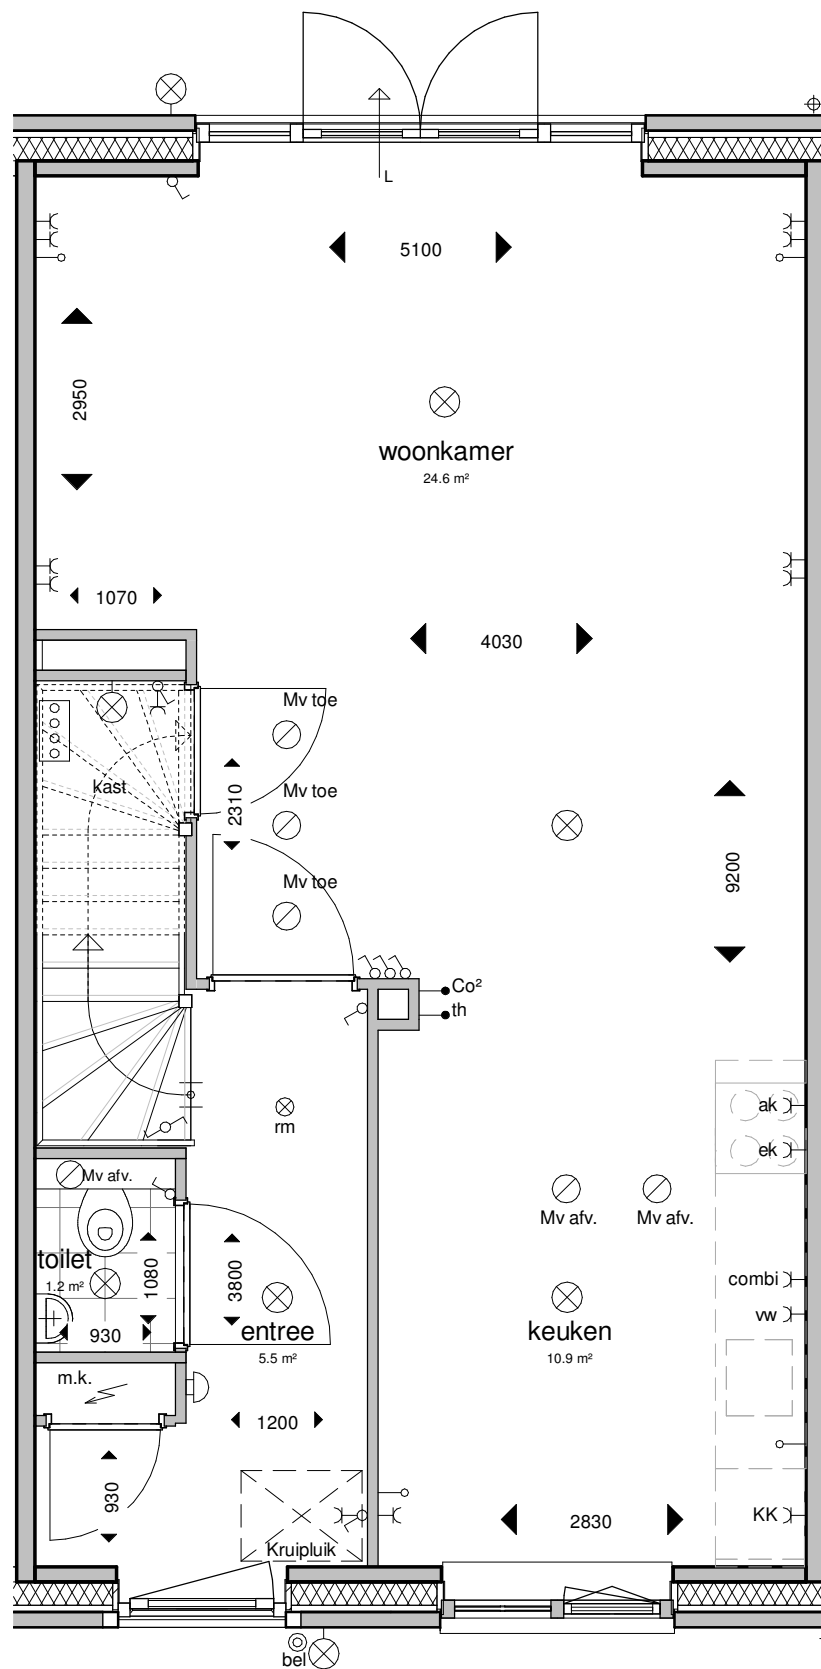 L
5100
2950
woonkamer
24.6 m²
1070
4030
Mv toe
kast
Mv toe
2310
Mv toe
9200
Co²
th
ak
rm
ek
Mv afv.
Mv afv.
Mv afv.
toilet
1.2 m²
1080
3800
combi
vw
930
entree
5.5 m²
keuken
10.9 m²
m.k.
1200
930
2830
KK
Kruipluik
bel